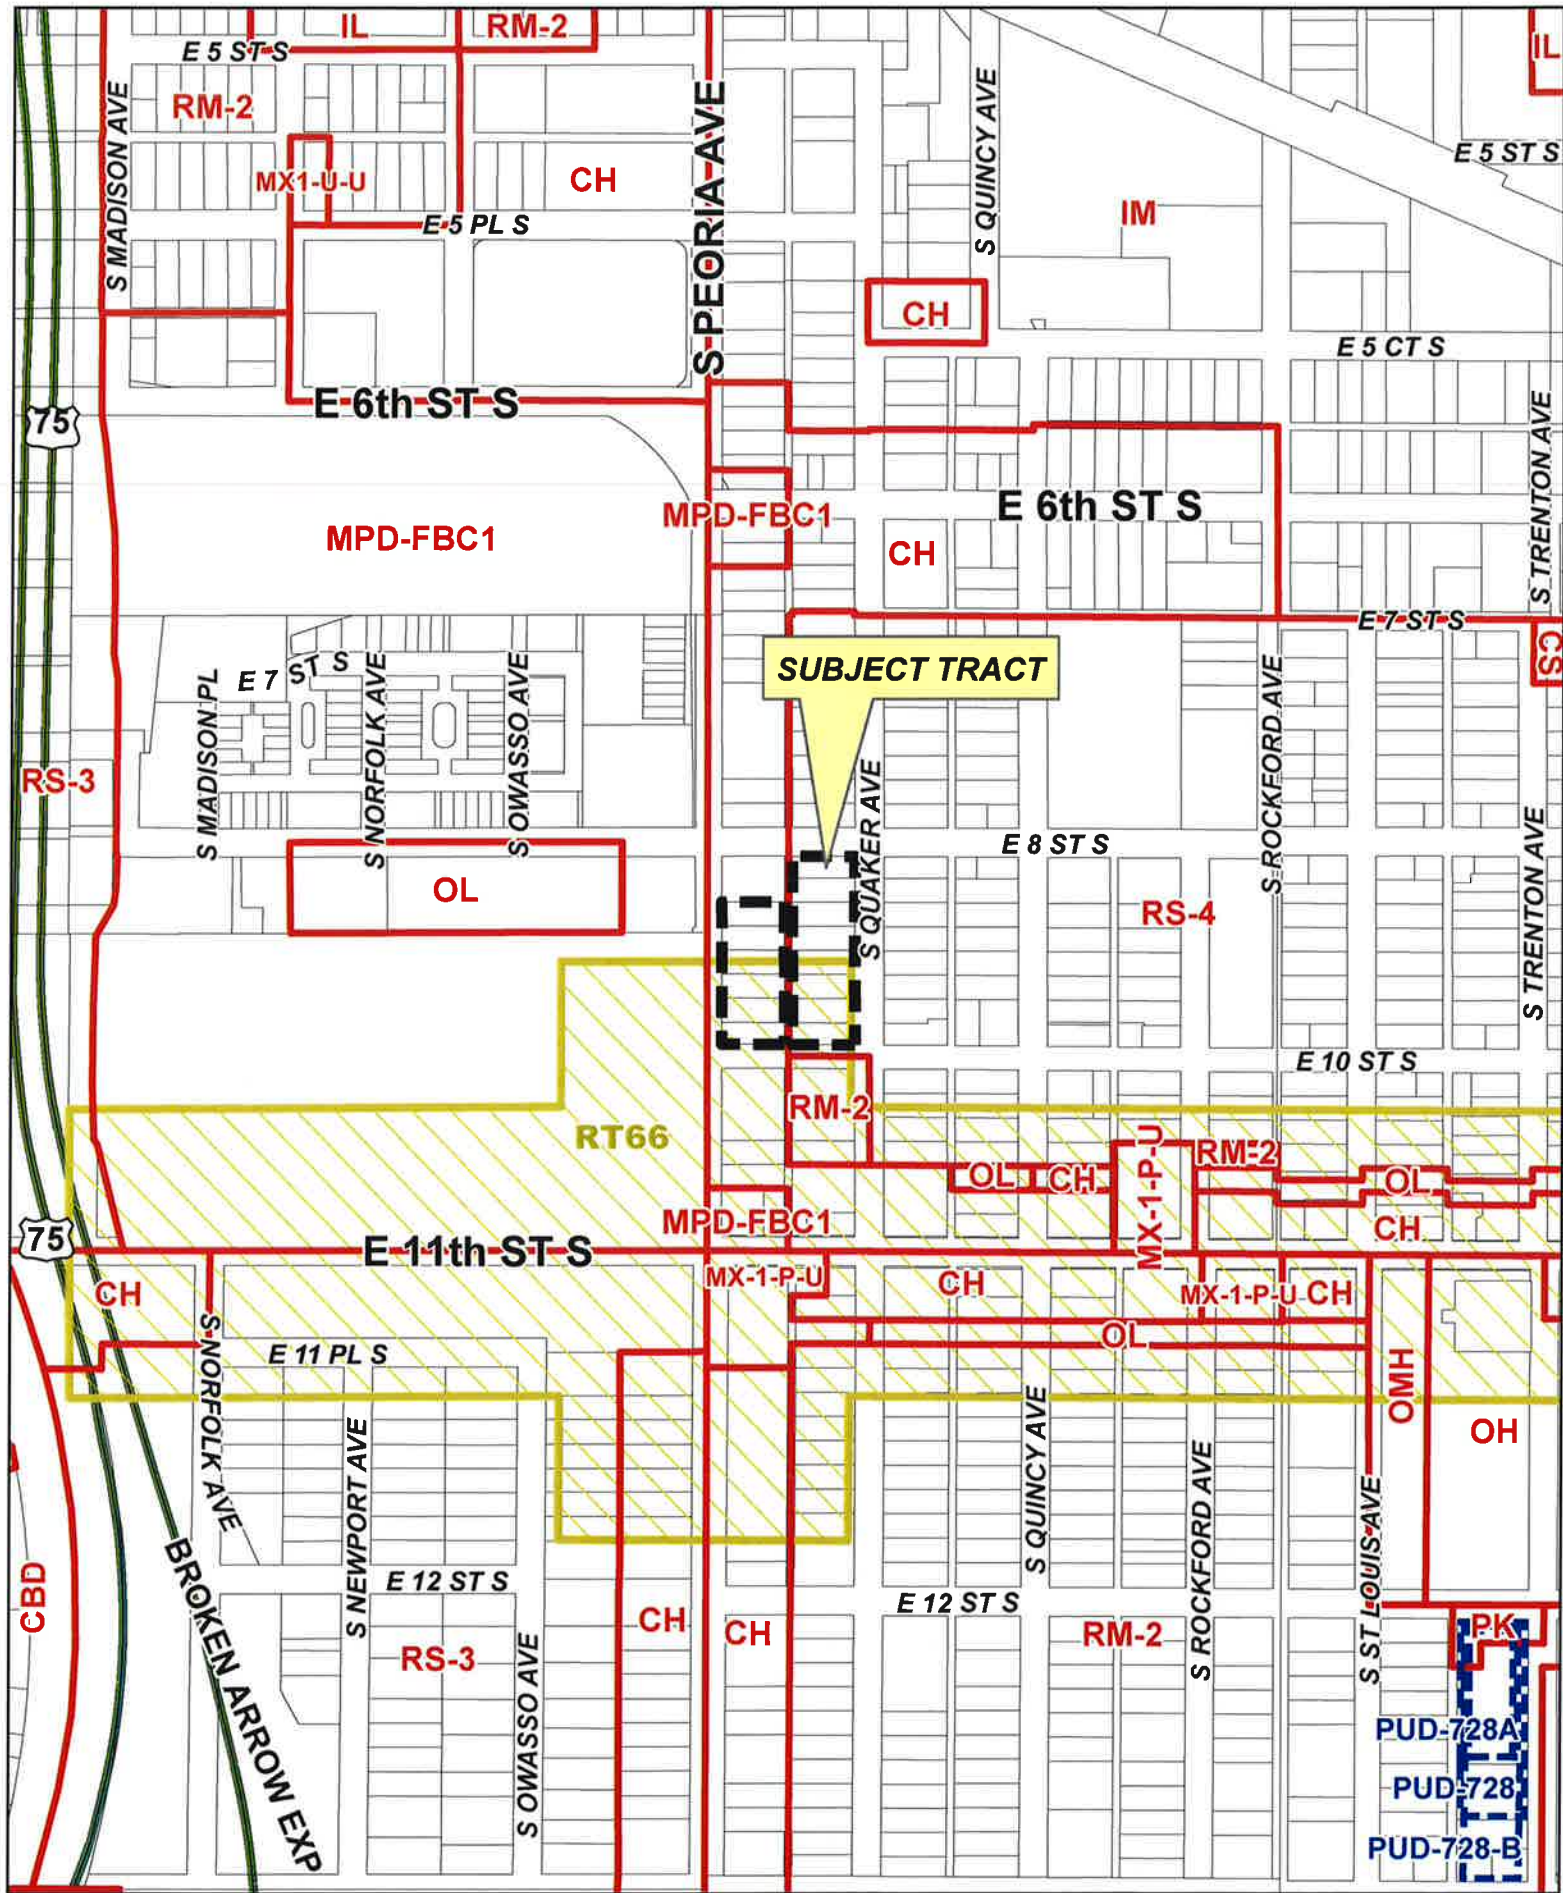 IL
RM-2
E 5 ST S
IL
S MADISON AVE
RM-2
S PEORIA AVE
S QUINCY AVE
E 5 ST S
MX1-U-U
CH
IM
E 5 PL S
CH
E 5 CT S
75
E 6th ST S
S TRENTON AVE
MPD-FBC1
MPD-FBC1
E 6th ST S
CH
E 7 ST S
CS
SUBJECT TRACT
E 7 ST S
S MADISON PL
S NORFOLK AVE
S OWASSO AVE
S ROCKFORD AVE
RS-3
S QUAKER AVE
E 8 ST S
S TRENTON AVE
OL
RS-4
E 10 ST S
RM-2
RT66
MX-1-P-U
RM-2
OL
CH
OL
MPD-FBC1
CH
75
E 11th ST S
CH
MX-1-P-U
CH
MX-1-P-U
CH
S NORFOLK AVE
E 11 PL S
OL
OMH
OH
S NEWPORT AVE
S QUINCY AVE
S ROCKFORD AVE
S ST LOUIS AVE
BROKEN ARROW EXP
CBD
E 12 ST S
E 12 ST S
CH
CH
RM-2
PK
RS-3
S OWASSO AVE
PUD-728A
PUD-728
PUD-728-B